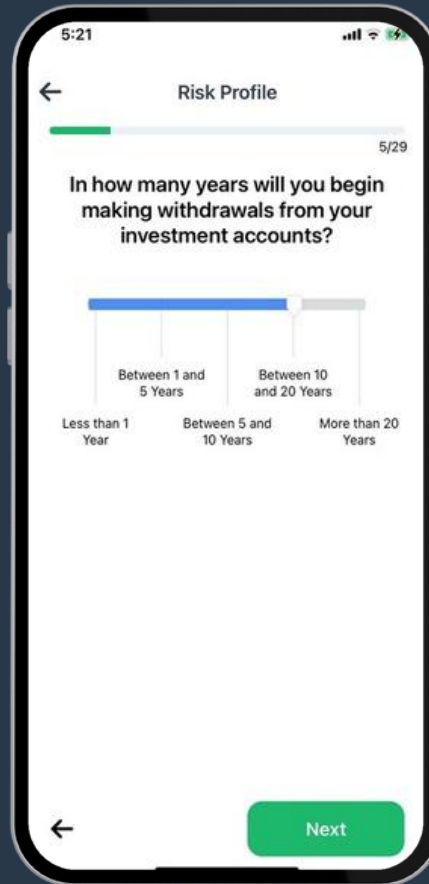 5:21
Risk Profile
5/29
In how many years will you begin
making withdrawals from your
investment accounts?
Between 1 and
5 Years
Between 10
and 20 Years
Less than 1
Year
Between 5 and
10 Years
More than 20
Years
Next